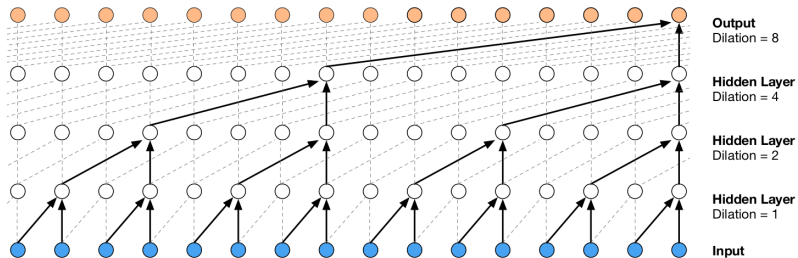 Output
Dilation = 8
Hidden Layer
Dilation = 4
Hidden Layer
Dilation = 2
Hidden Layer
Dilation = 1
Input